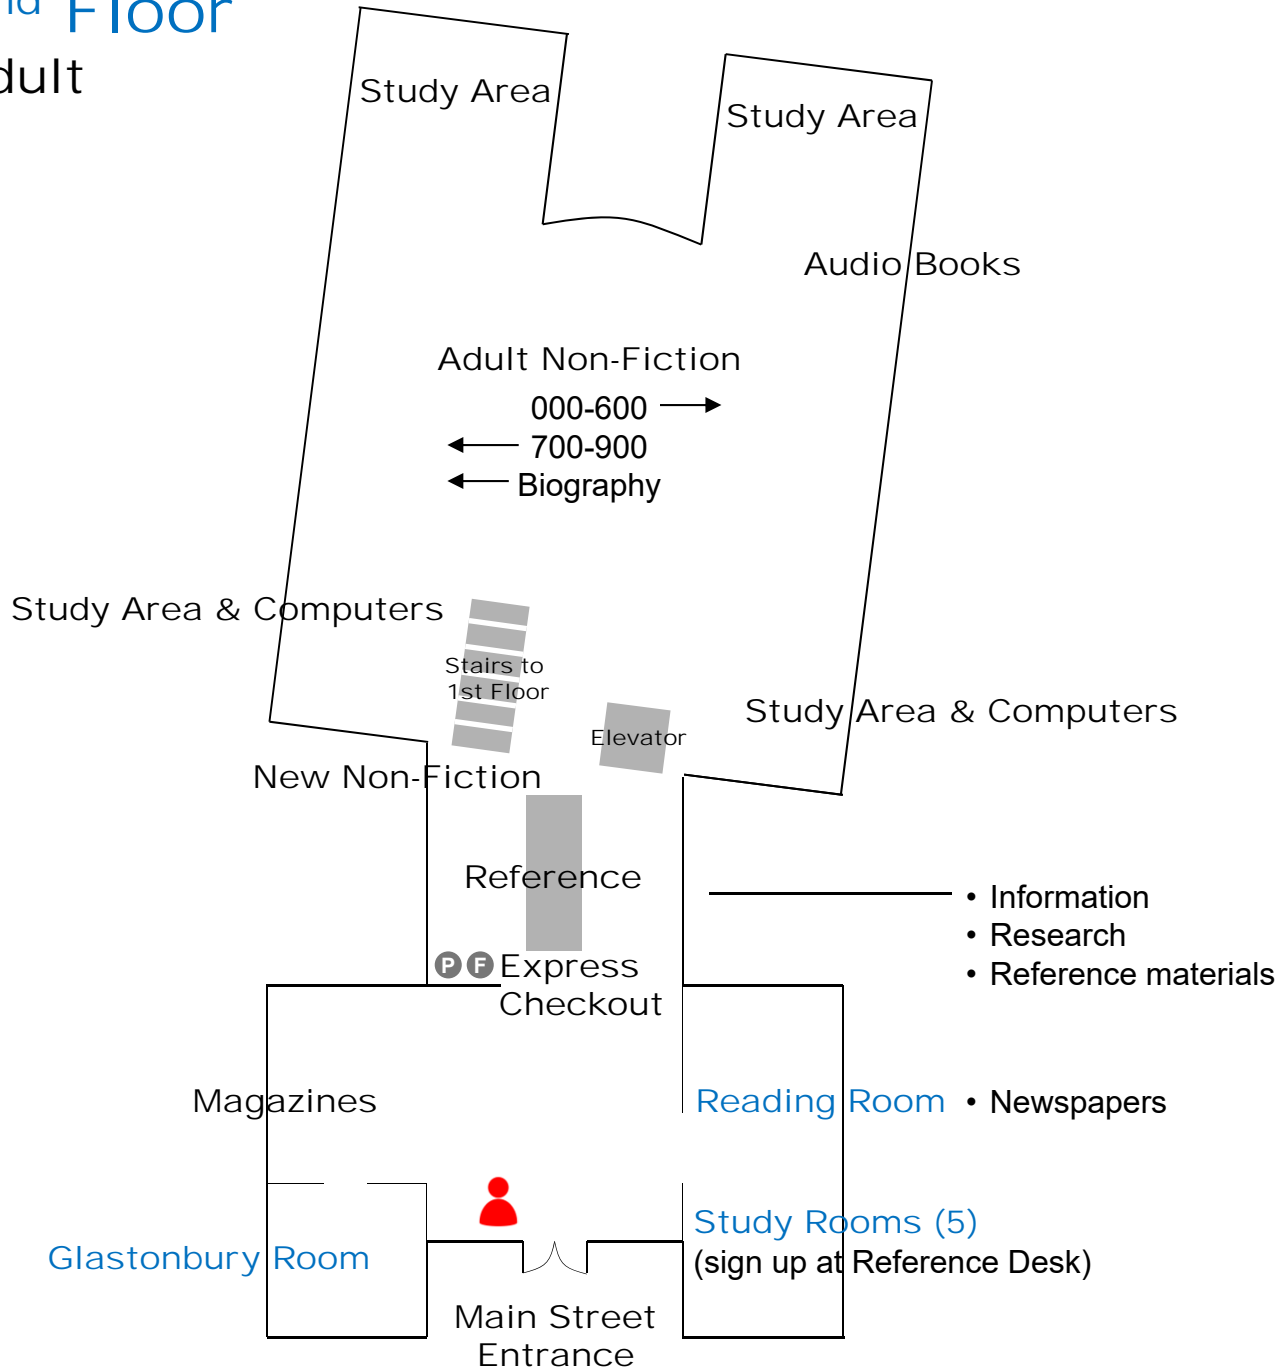 nd Floor
dult
Study Area
Study Area
Audio Books
Adult Non-Fiction
000-600
700-900
Biography
Study Area & Computers
Stairs to
1st Floor
Elevator
Study Area & Computers
New Non-Fiction
Reference
• Information
• Research
• Reference materials
P F Express
Checkout
Magazines
Reading Room • Newspapers
Study Rooms (5)
(sign up at Reference Desk)
Glastonbury Room
Main Street
Entrance